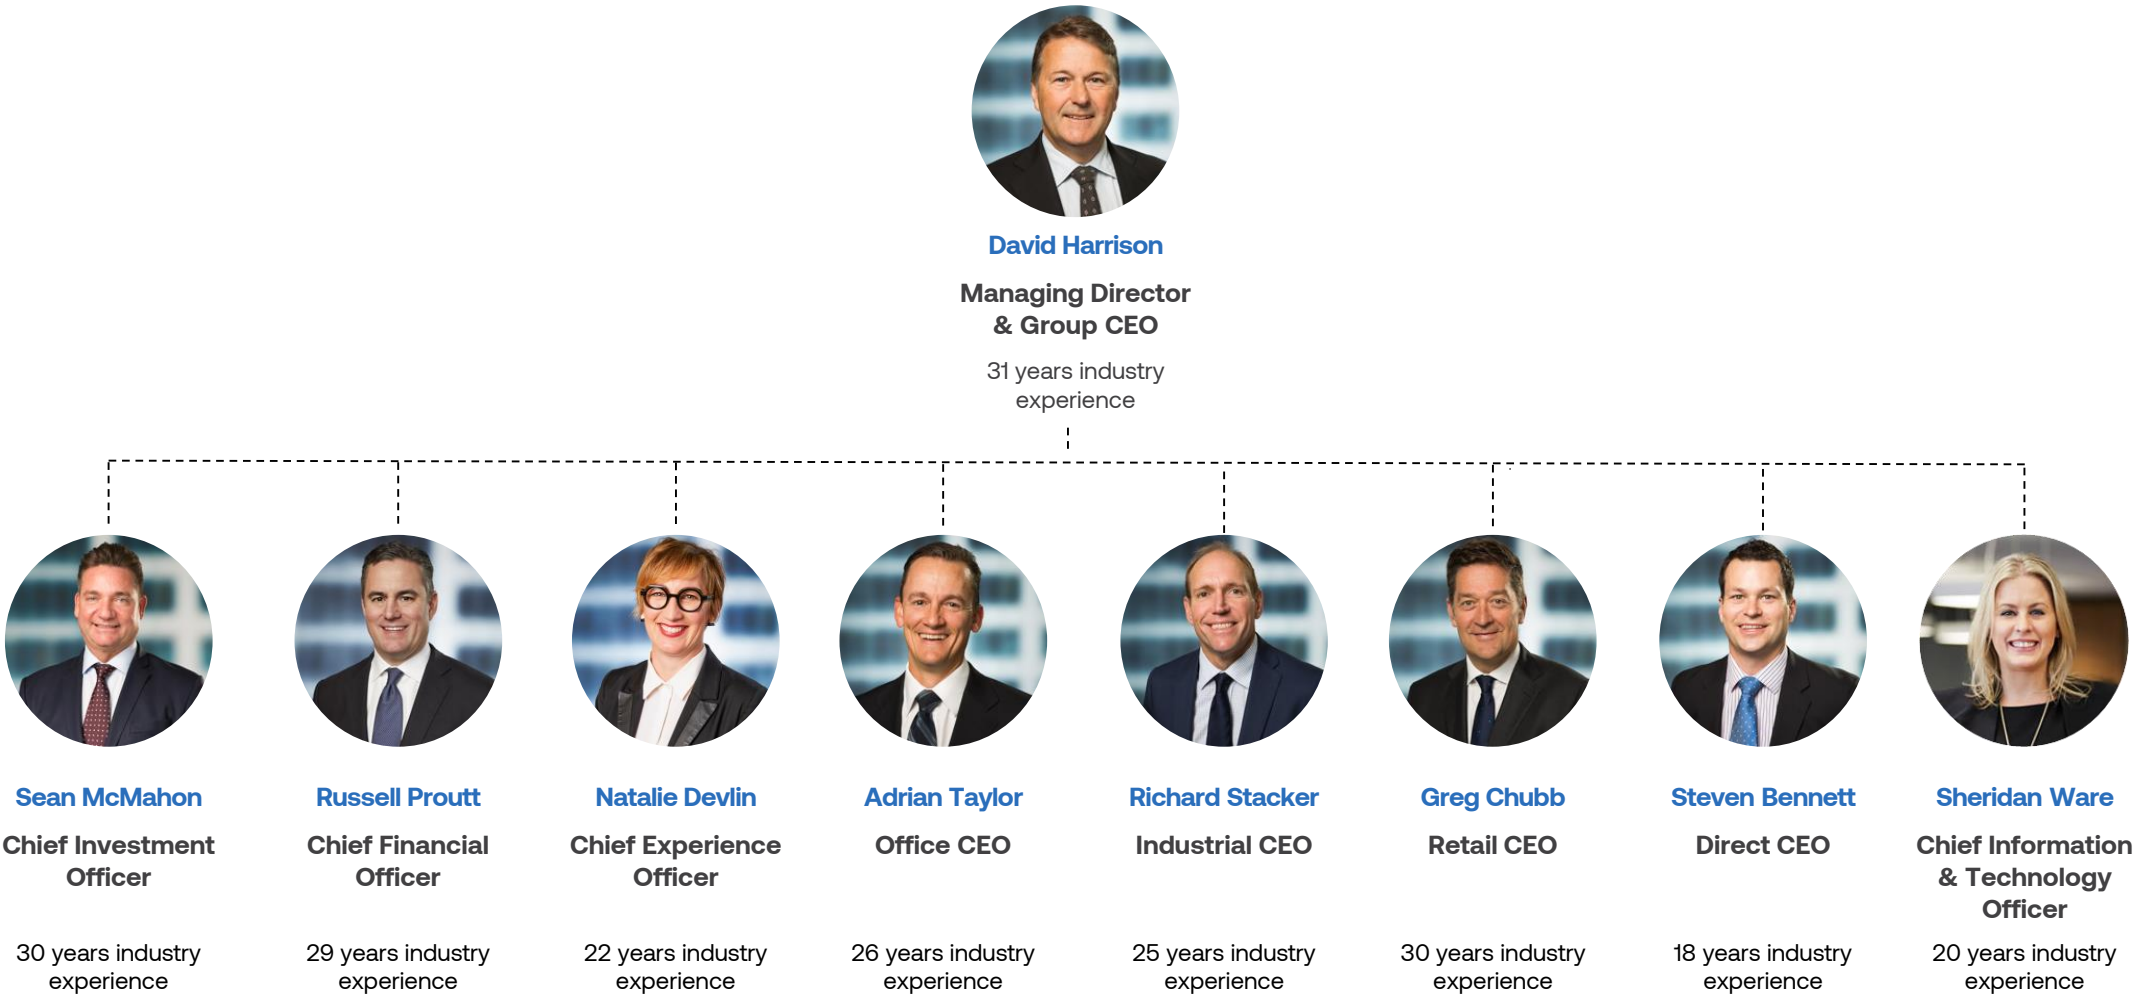 David Harrison
Managing Director
& Group CEO
31 years industry
experience
Sean McMahon
Chief Investment
Officer
30 years industry
experience
Russell Proutt
Chief Financial
Officer
29 years industry
experience
Natalie Devlin
Chief Experience
Officer
22 years industry
experience
Adrian Taylor
Office CEO
26 years industry
experience
Richard Stacker
Industrial CEO
25 years industry
experience
Greg Chubb
Retail CEO
30 years industry
experience
Steven Bennett
Direct CEO
18 years industry
experience
Sheridan Ware
Chief Information
& Technology
Officer
20 years industry
experience